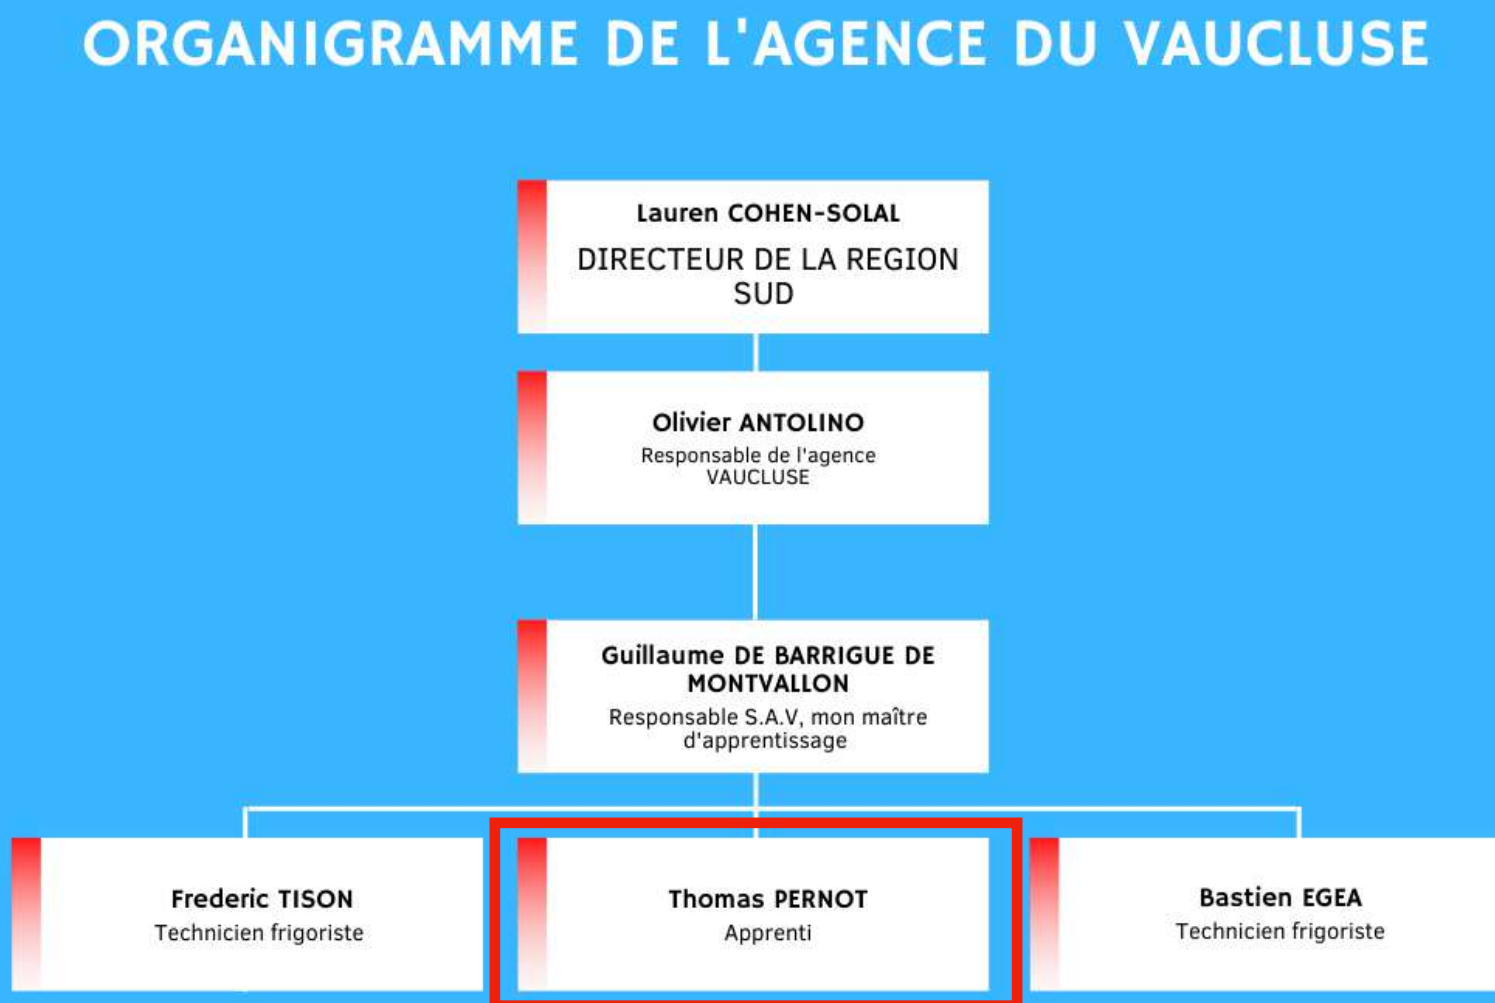 ORGANIGRAMME DE L'AGENCE DU VAUCLUSE
Lauren COHEN-SOLAL
DIRECTEUR DE LA REGION
SUD
Olivier ANTOLINO
Responsable de l'agence
VAUCLUSE
Guillaume DE BARRIGUE DE
MONTVALLON
Responsable S.A.V, mon maître
d'apprentissage
Frederic TISON
Technicien frigoriste
Thomas PERNOT
Apprenti
Bastien EGEA
Technicien frigoriste